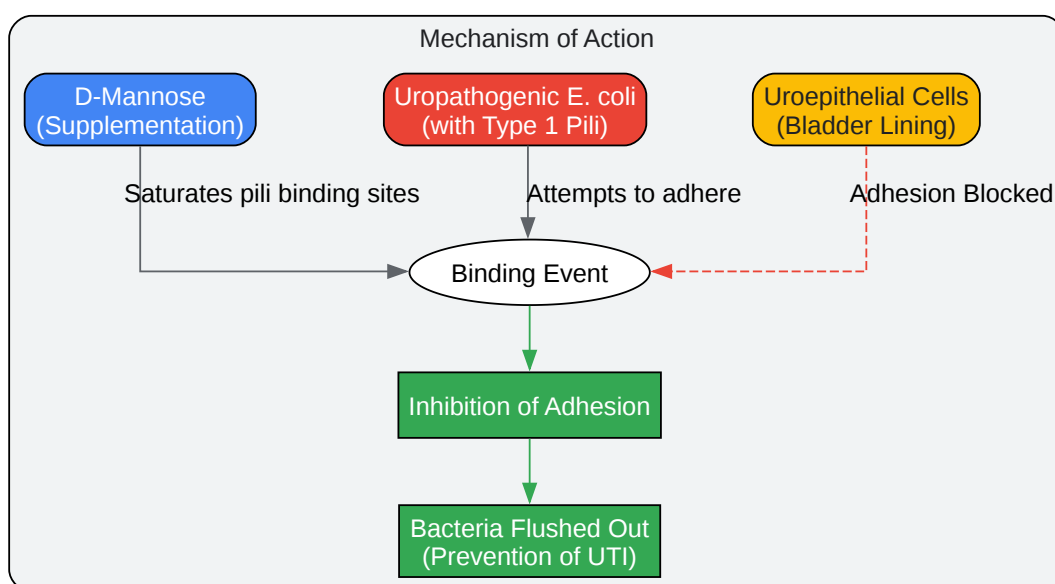 Mechanism of Action
D-Mannose
(Supplementation)
Uropathogenic E. coli
(with Type 1 Pili)
Uroepithelial Cells
(Bladder Lining)
Saturates pili binding sites
Attempts to adhere
Adhesion Blocked
Binding Event
Inhibition of Adhesion
Bacteria Flushed Out
(Prevention of UTI)